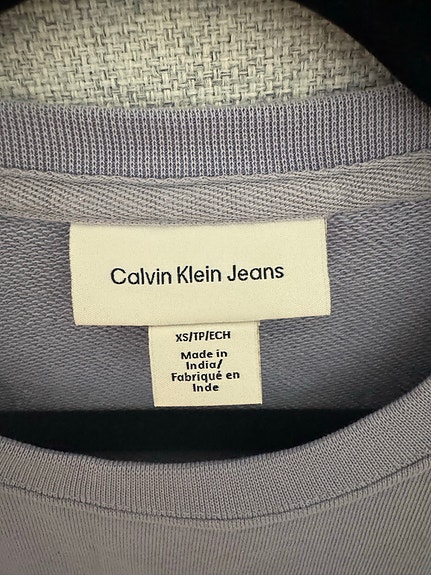 Calvin Klein Jeans
XS/TP/ECH
Made in
India/
Fabriqué en
Inde